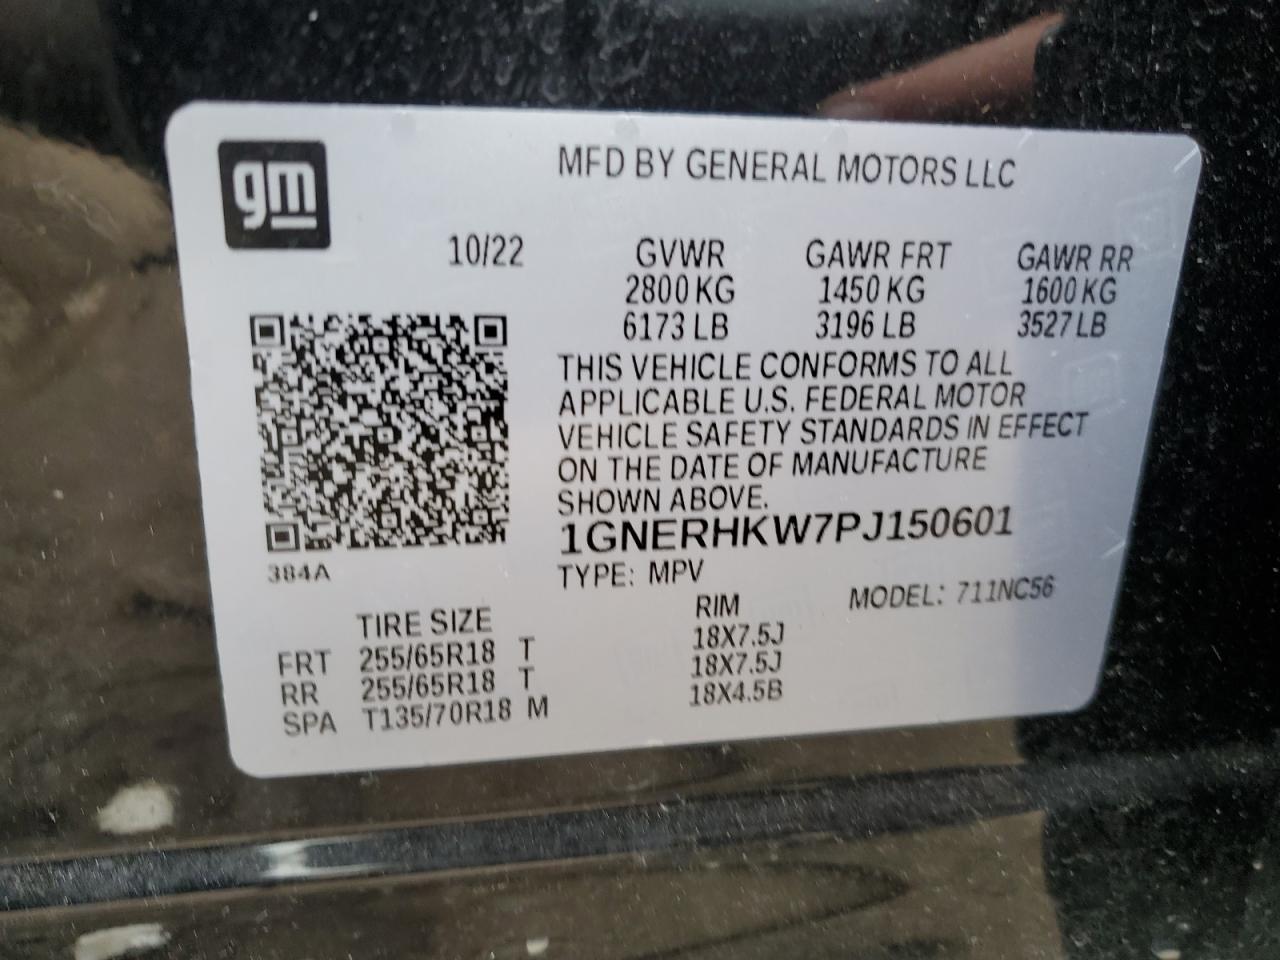 gm
MFD BY GENERAL MOTORS LLC
10/22 GVWR GAWR FRT GAWR RR
2800 KG 1450 KG 1600 KG
6173 LB 3196 LB 3527 LB
THIS VEHICLE CONFORMS TO ALL
APPLICABLE U.S. FEDERAL MOTOR
VEHICLE SAFETY STANDARDS IN EFFECT
ON THE DATE OF MANUFACTURE
SHOWN ABOVE.
1GNERHKW7PJ150601
384A
TYPE: MPV MODEL: 711NC56
TIRE SIZE RIM
FRT 255/65R18 T 18X7.5J
RR 255/65R18 T 18X7.5J
SPA T135/70R18 M 18X4.5B